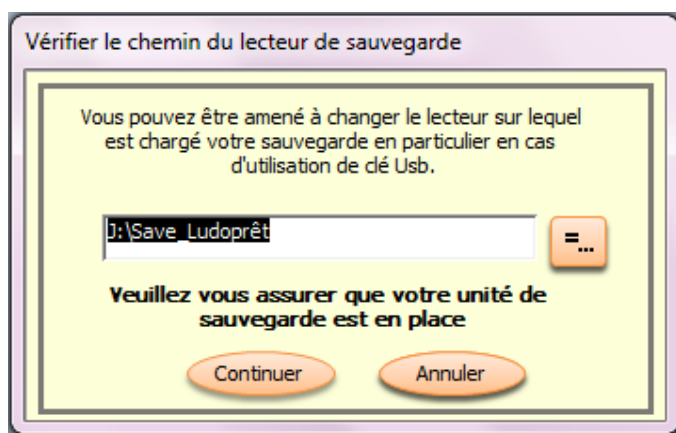 Vérifier le chemin du lecteur de sauvegarde
Vous pouvez être amené à changer le lecteur sur lequel
est chargé votre sauvegarde en particulier en cas
d'utilisation de clé Usb.
J:\Save_Ludoprêt
=...
Veuillez vous assurer que votre unité de
sauvegarde est en place
Continuer
Annuler